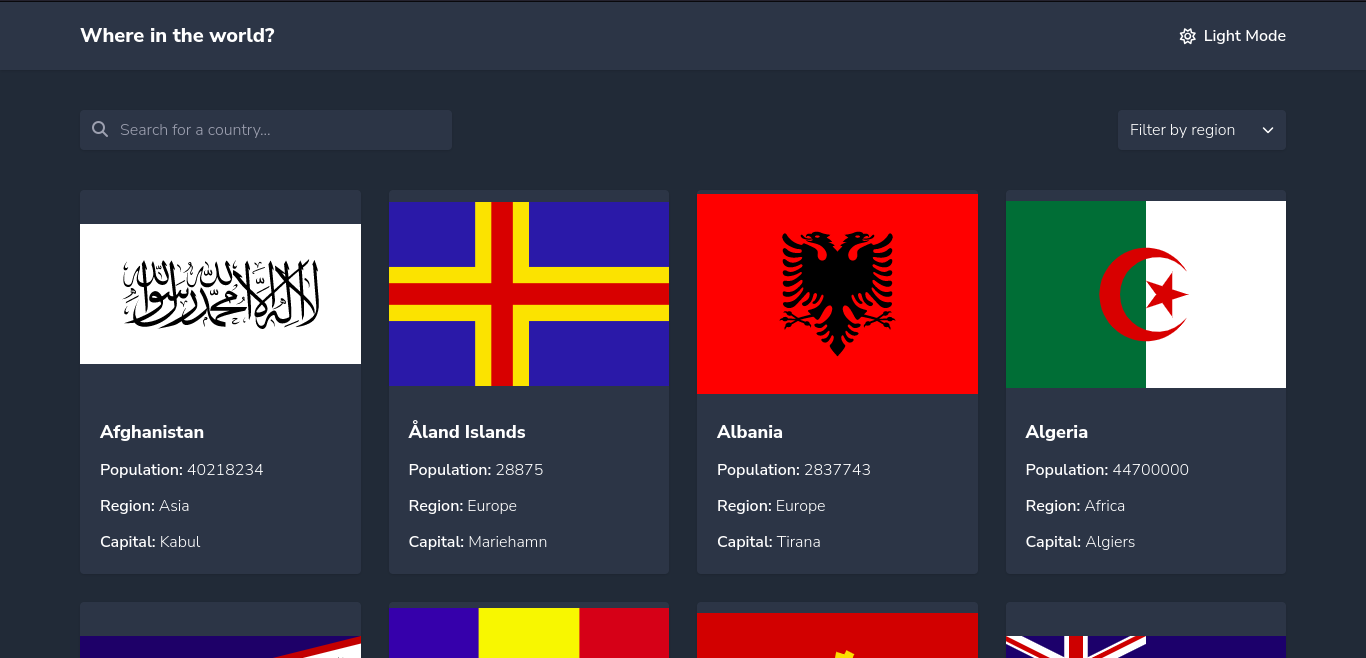 Where in the world?
Light Mode
Search for a country...
Filter by region
لا إله إلا الله محمد رسول الله
Afghanistan
Population: 40218234
Region: Asia
Capital: Kabul
Åland Islands
Population: 28875
Region: Europe
Capital: Mariehamn
Albania
Population: 2837743
Region: Europe
Capital: Tirana
Algeria
Population: 44700000
Region: Africa
Capital: Algiers